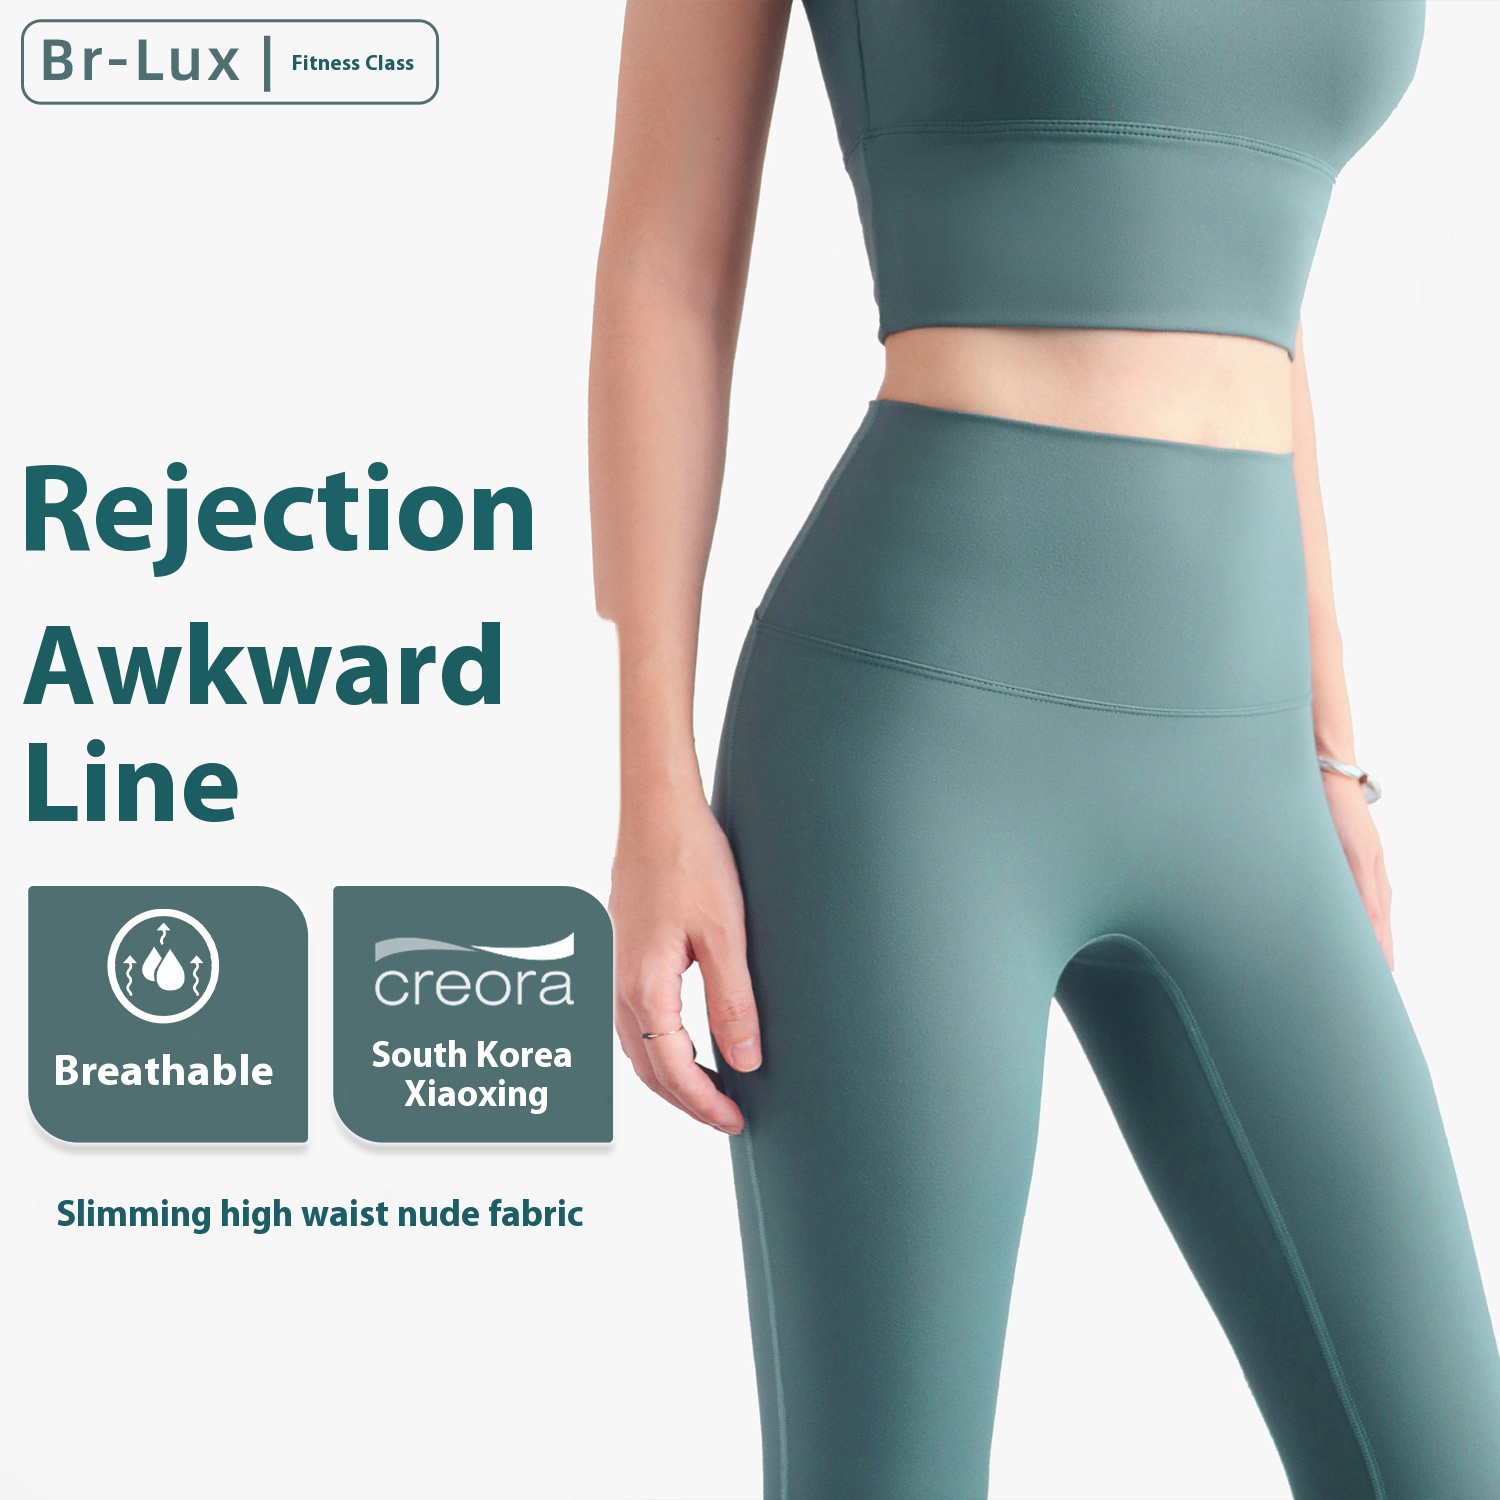 Br-Lux | Fitness Class
Rejection
Awkward
Line
Breathable
creora
South Korea
Xiaoxing
Slimming high waist nude fabric